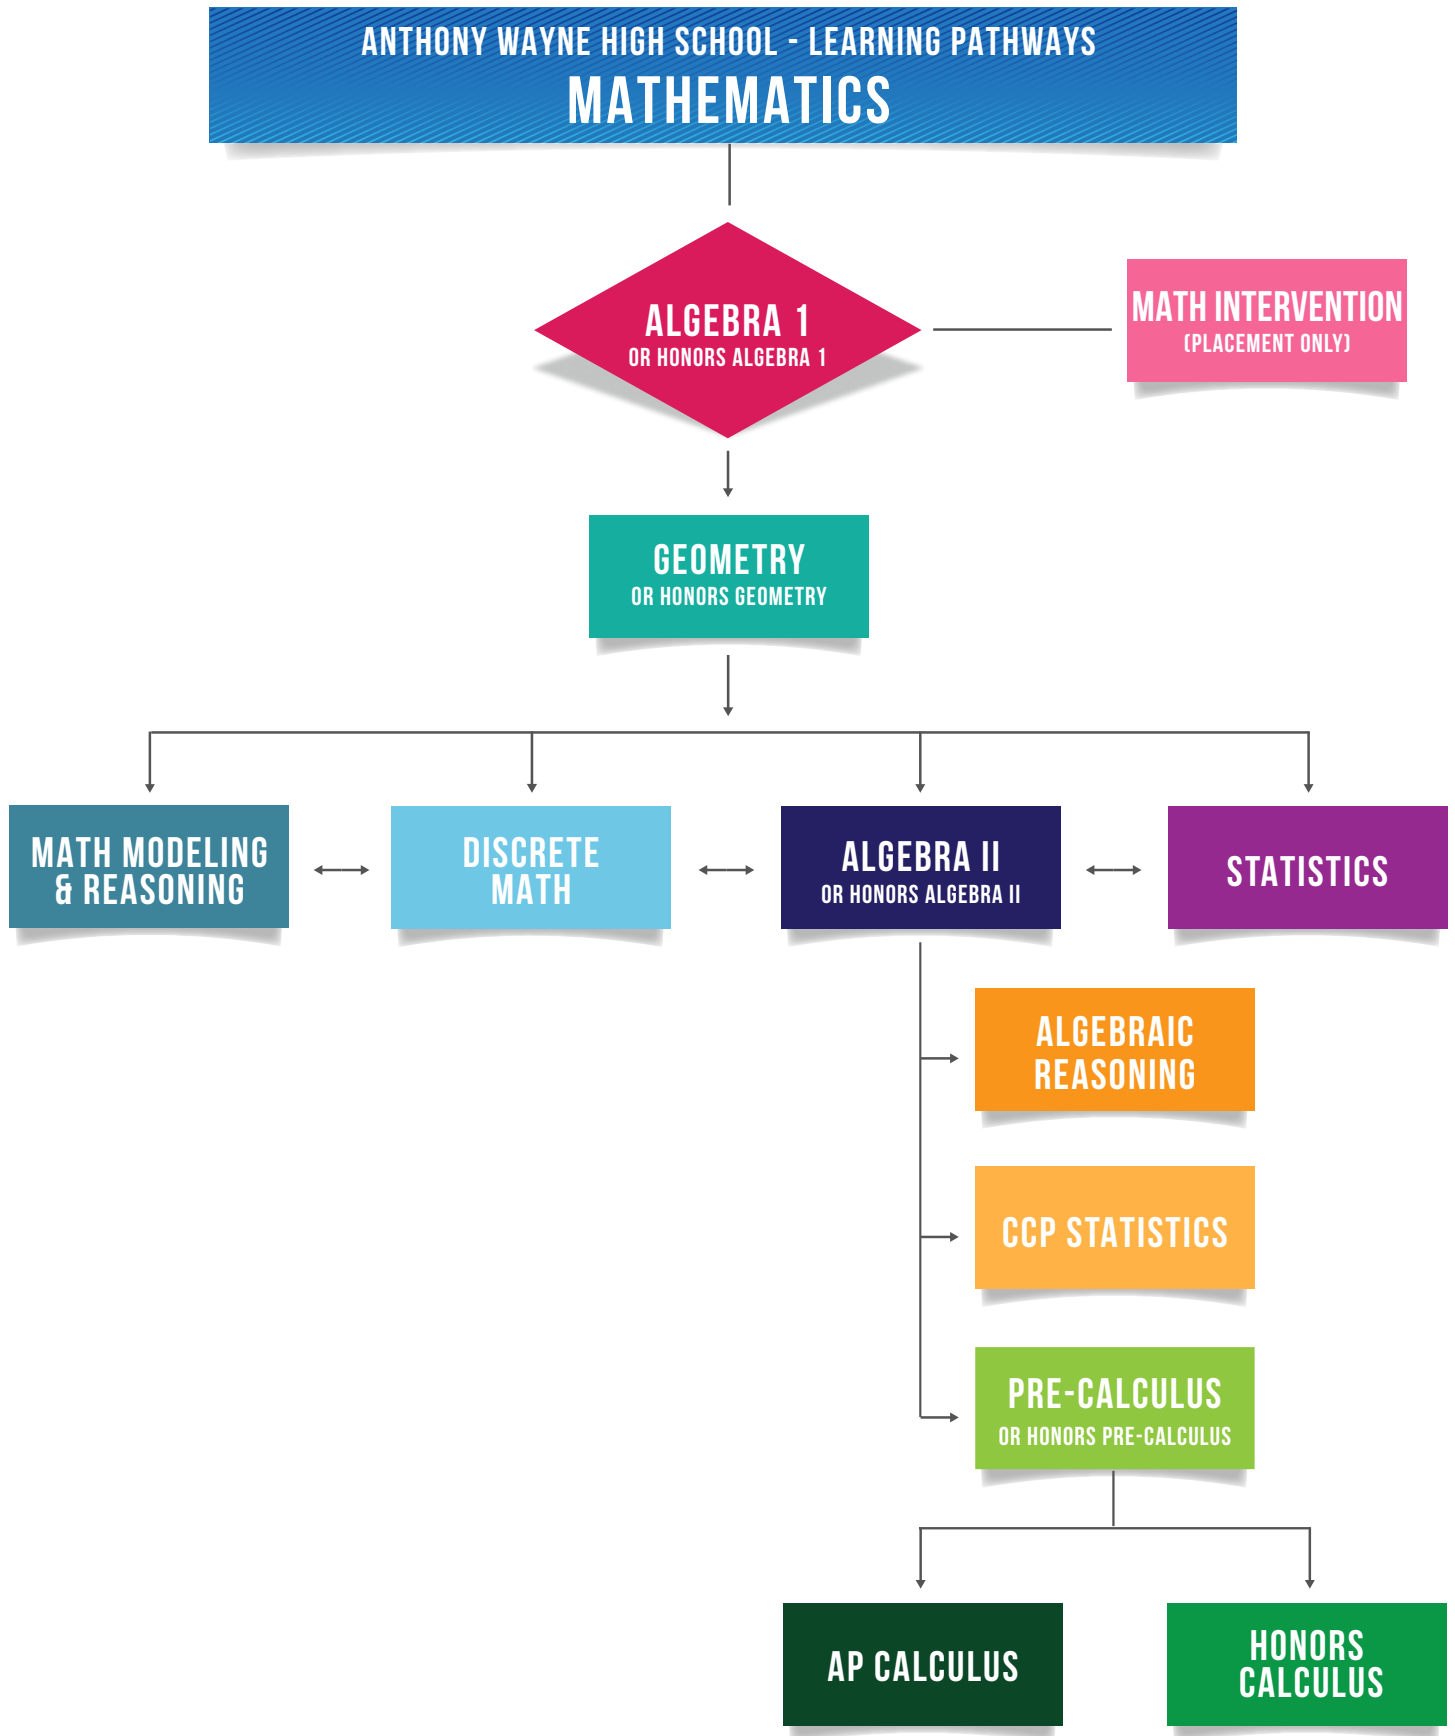 ANTHONY WAYNE HIGH SCHOOL - LEARNING PATHWAYS
MATHEMATICS
ALGEBRA 1
OR HONORS ALGEBRA 1
MATH INTERVENTION
(PLACEMENT ONLY)
GEOMETRY
OR HONORS GEOMETRY
MATH MODELING
& REASONING
DISCRETE
MATH
ALGEBRA II
OR HONORS ALGEBRA II
STATISTICS
ALGEBRAIC
REASONING
CCP STATISTICS
PRE-CALCULUS
OR HONORS PRE-CALCULUS
AP CALCULUS
HONORS
CALCULUS